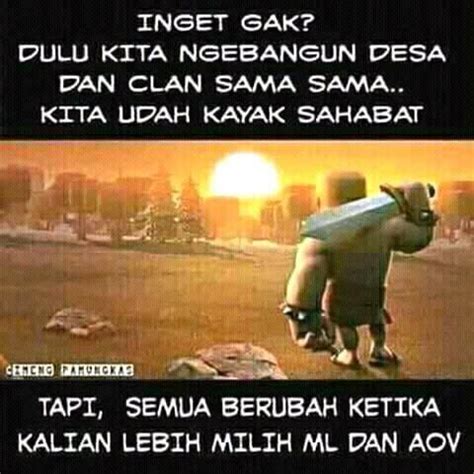 INGET GAK?
DULU KITA NGEBANGUN DESA
DAN CLAN SAMA SAMA..
KITA UDAH KAYAK SAHABAT
PAMUNGKAS
TAPI, SEMUA BERUBAH KETIKA
KALIAN LEBIH MILIH ML DAN AOV